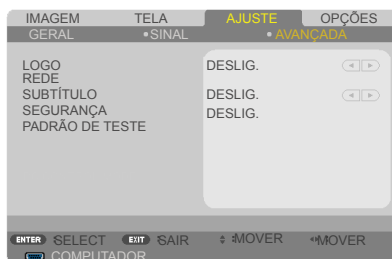 IMAGEM TELA AJUSTE OPÇÕES
GERAL •SINAL •AVANÇADA
LOGO DESLIG.
REDE
SUBTÍTULO DESLIG.
SEGURANÇA DESLIG.
PADRÃO DE TESTE
ENTER :SELECT EXIT :SAIR :MOVER :MOVER
COMPUTADOR